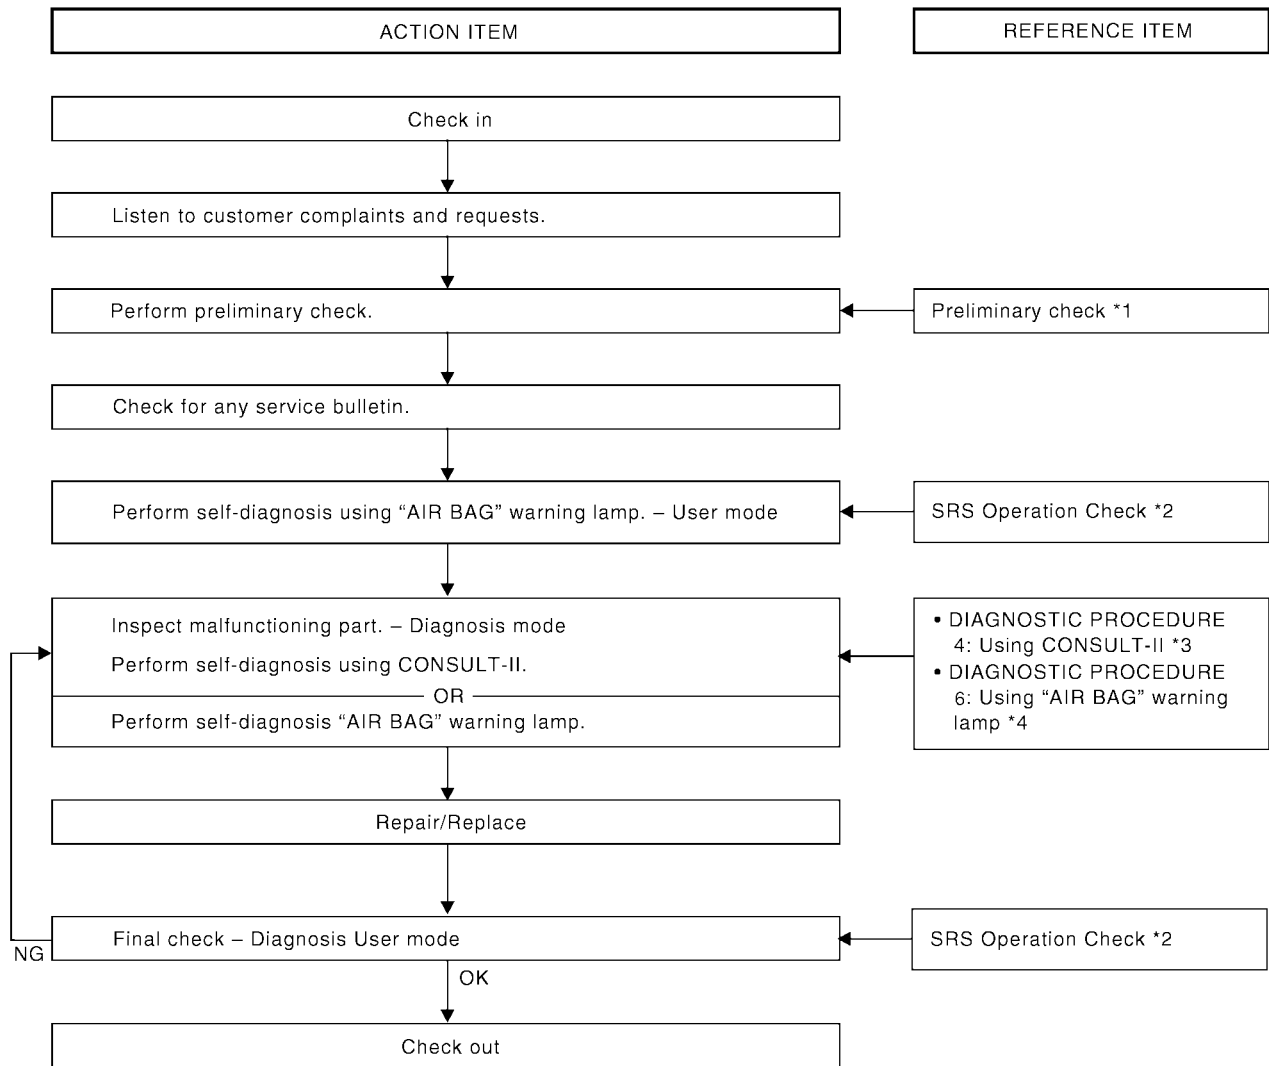 ACTION ITEM
REFERENCE ITEM
Check in
Listen to customer complaints and requests.
Perform preliminary check.
Preliminary check *1
Check for any service bulletin.
Perform self-diagnosis using “AIR BAG” warning lamp. – User mode
SRS Operation Check *2
Inspect malfunctioning part. – Diagnosis mode
Perform self-diagnosis using CONSULT-II.
OR
Perform self-diagnosis “AIR BAG” warning lamp.
• DIAGNOSTIC PROCEDURE
4: Using CONSULT-II *3
• DIAGNOSTIC PROCEDURE
6: Using “AIR BAG” warning
lamp *4
Repair/Replace
Final check – Diagnosis User mode
SRS Operation Check *2
NG
OK
Check out